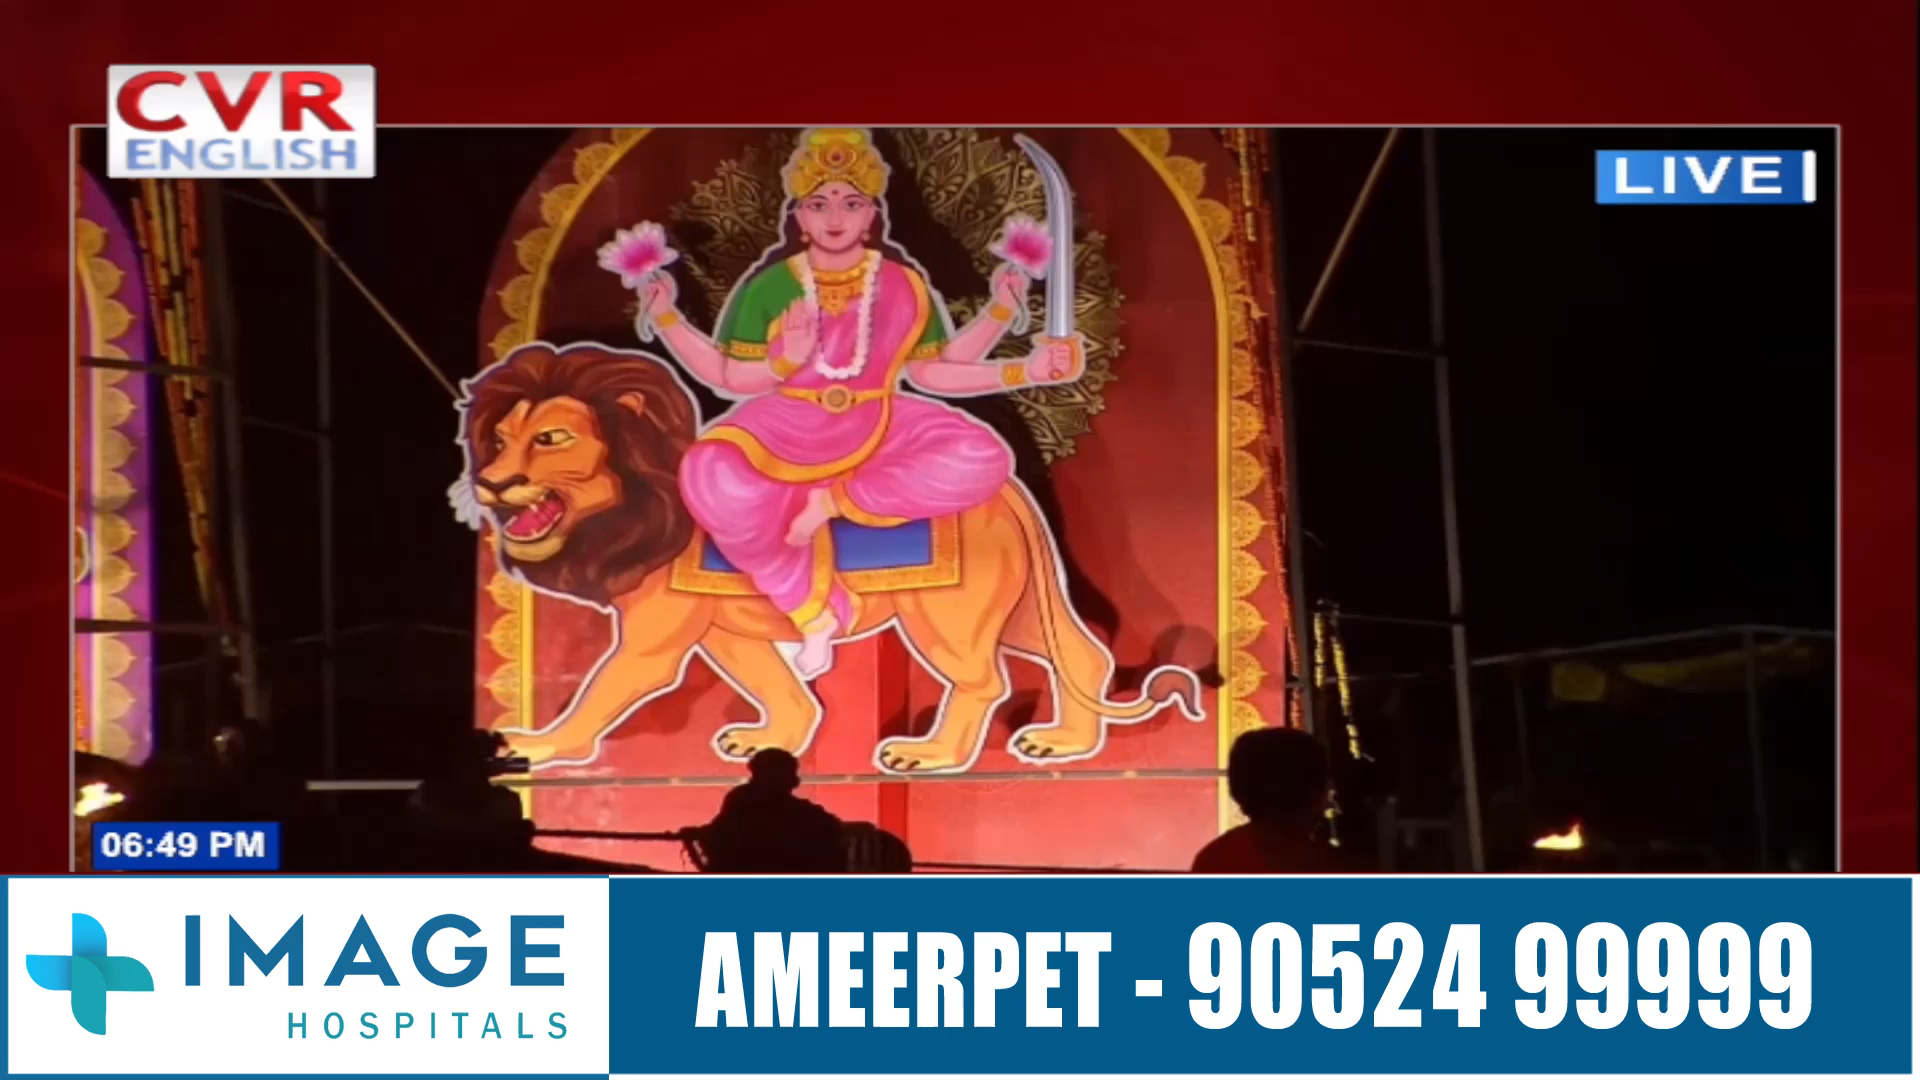 CVR
ENGLISH
LIVE
06:49 PM
IMAGE
HOSPITALS
AMEERPET - 90524 99999